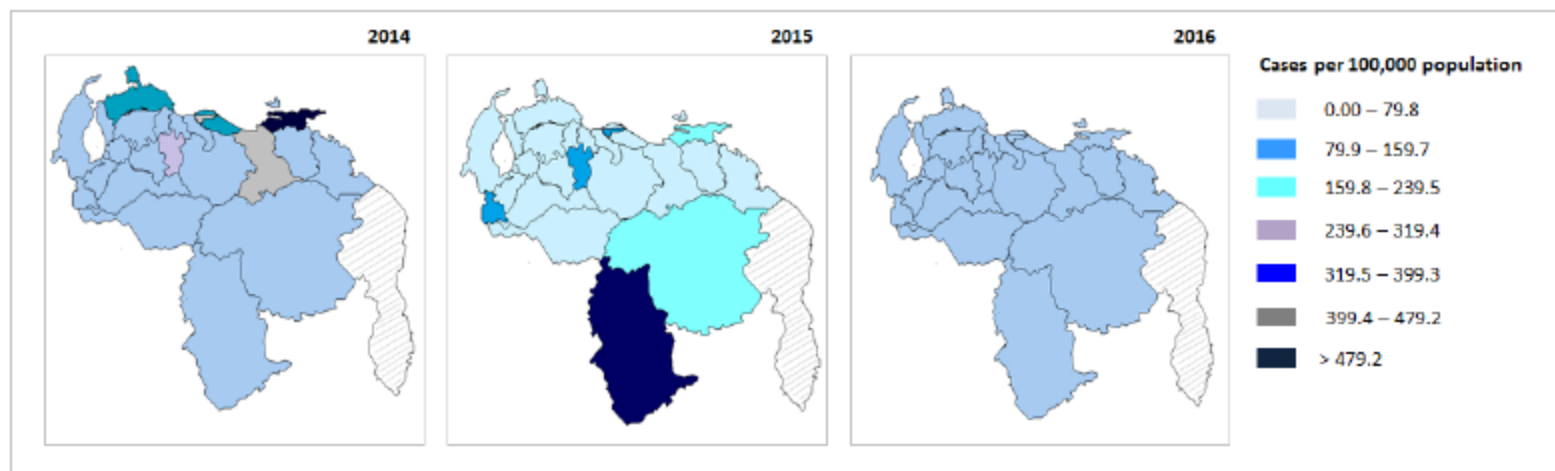 2014
2015
2016
Cases per 100,000 population
0.00 – 79.8
79.9 – 159.7
159.8 – 239.5
239.6 – 319.4
319.5 – 399.3
399.4 – 479.2
> 479.2